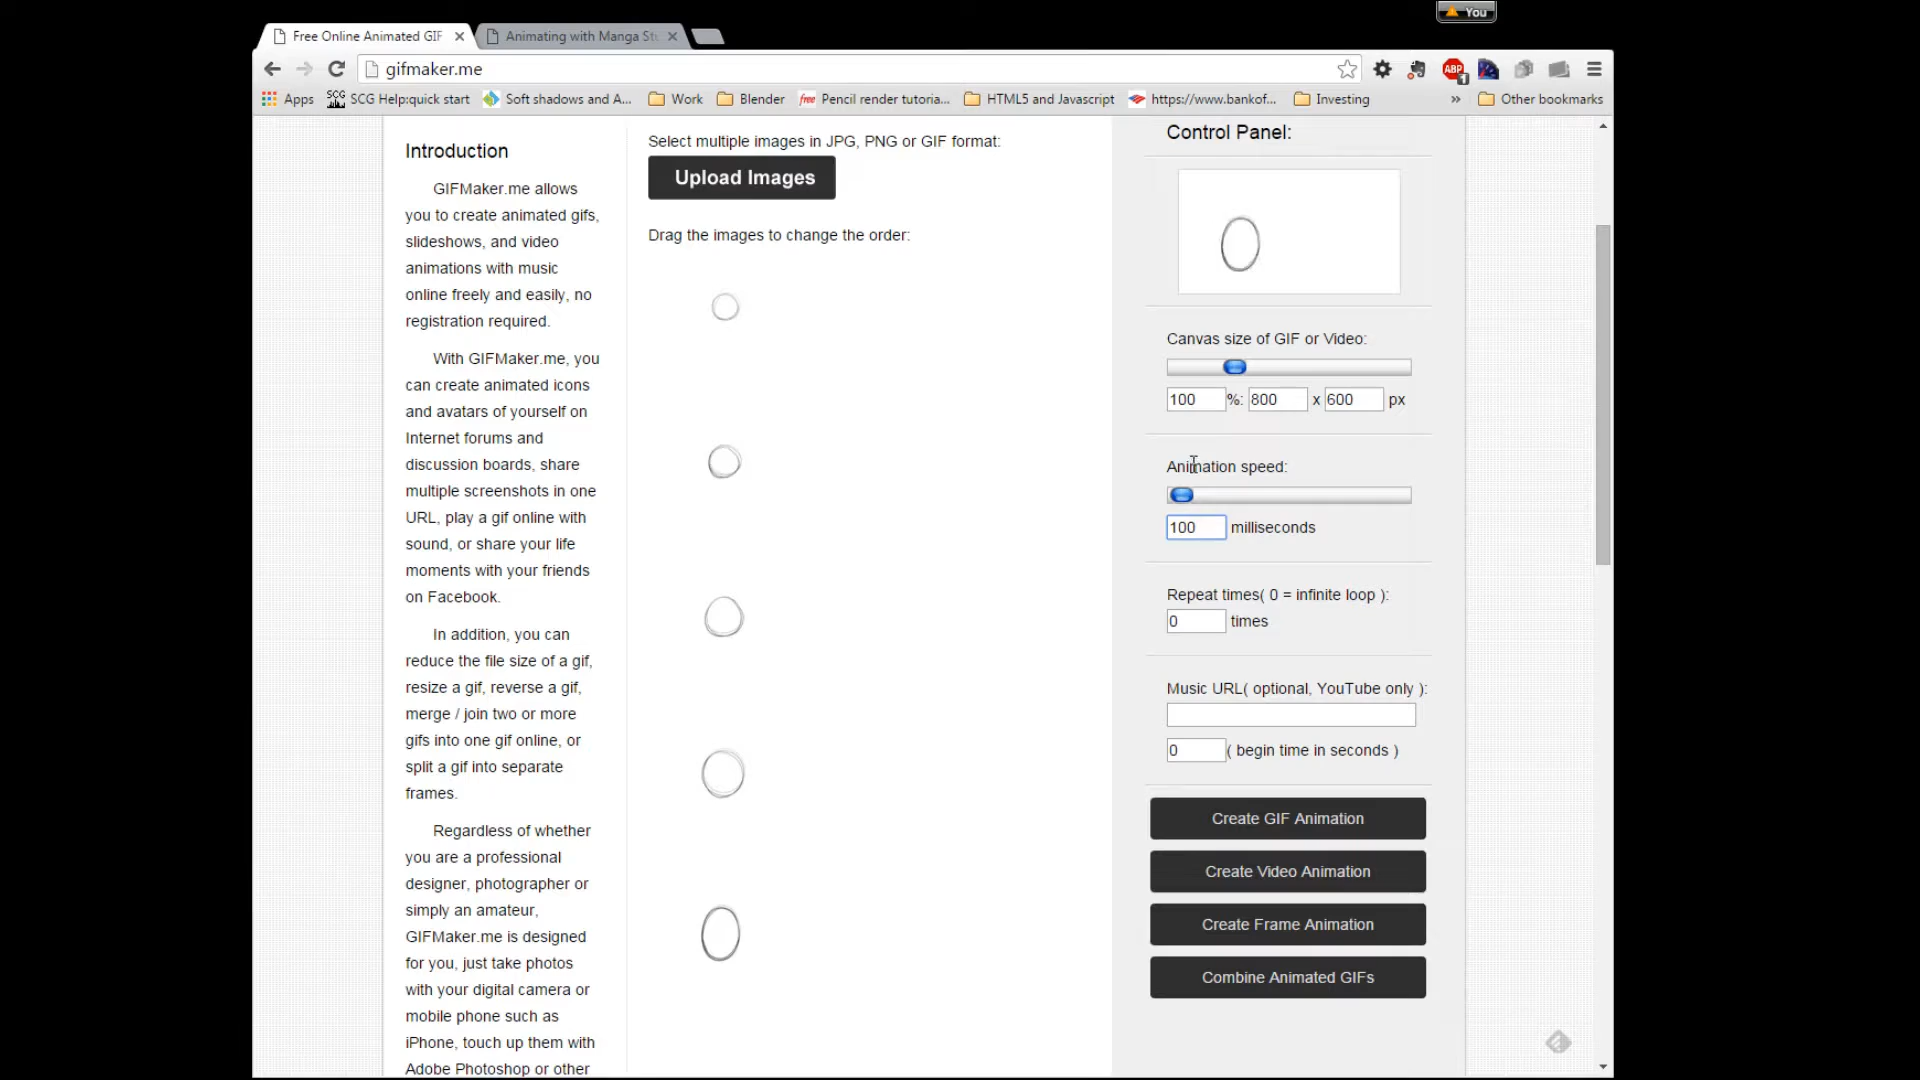 You
Free Online Animated GIF
Animating with Manga Stu
gifmaker.me
ABP
1
Apps
SCG
SCG Help:quick start
Soft shadows and A...
Work
Blender
free
Pencil render tutoria...
HTML5 and Javascript
https://www.bankof...
Investing
»
Other bookmarks
Introduction
GIFMaker.me allows
you to create animated gifs,
slideshows, and video
animations with music
online freely and easily, no
registration required.
With GIFMaker.me, you
can create animated icons
and avatars of yourself on
Internet forums and
discussion boards, share
multiple screenshots in one
URL, play a gif online with
sound, or share your life
moments with your friends
on Facebook.
In addition, you can
reduce the file size of a gif,
resize a gif, reverse a gif,
merge / join two or more
gifs into one gif online, or
split a gif into separate
frames.
Regardless of whether
you are a professional
designer, photographer or
simply an amateur,
GIFMaker.me is designed
for you, just take photos
with your digital camera or
mobile phone such as
iPhone, touch up them with
Adobe Photoshop or other
Select multiple images in JPG, PNG or GIF format:
Upload Images
Drag the images to change the order:
Control Panel:
Canvas size of GIF or Video:
100 %: 800 x 600 px
Animation speed:
100 milliseconds
Repeat times( 0 = infinite loop ):
0 times
Music URL( optional, YouTube only ):
0 ( begin time in seconds )
Create GIF Animation
Create Video Animation
Create Frame Animation
Combine Animated GIFs